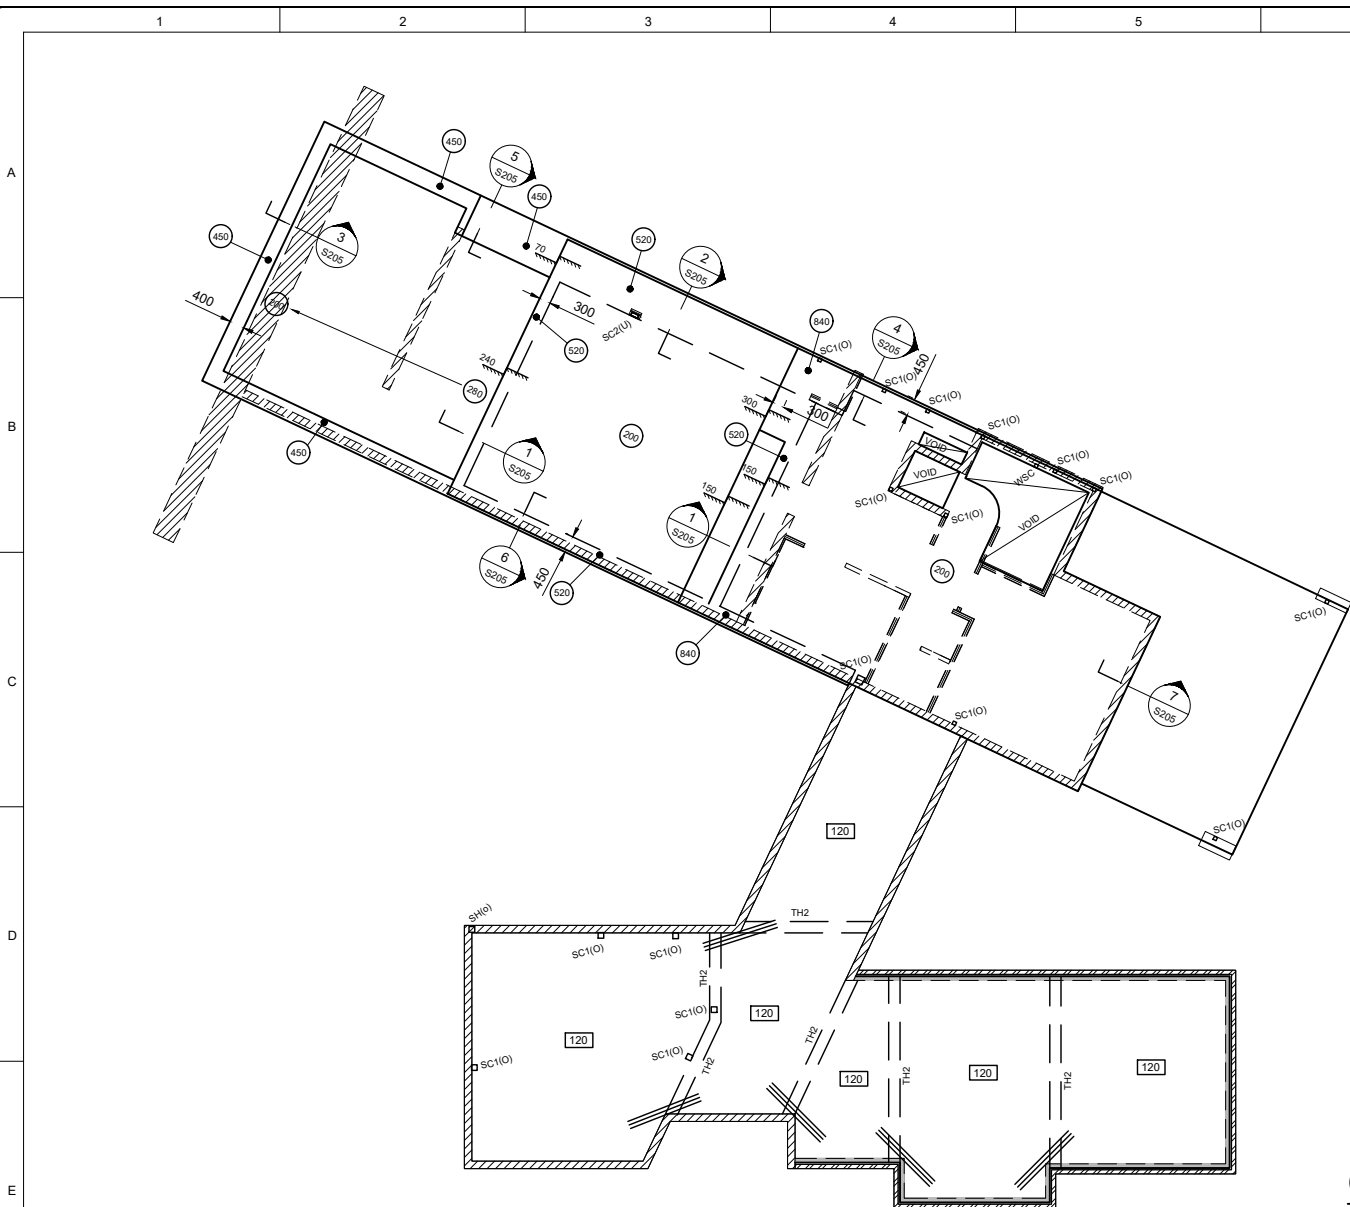 1 2 3 4 5
A
B
C
D
E
450
5
S205
450
450
3
S205
520
2
S205
70
400
200
300
SC2(U)
520
840
SC1(O)
4
S205
450
SC1(O)
SC1(O)
SC1(O)
240
280
300
300
200
520
VOID
VOID
WSC
SC1(O)
SC1(O)
450
1
S205
150
150
SC1(O)
SC1(O)
VOID
1
S205
6
S205
450
520
200
SC1(O)
840
SC1(O)
7
S205
SC1(O)
120
SC1(O)
SH(o)
TH2
SC1(O)
SC1(O)
TH2
SC1(O)
120
120
TH2
SC1(O)
SC1(O)
TH2
120
TH2
120
TH2
120